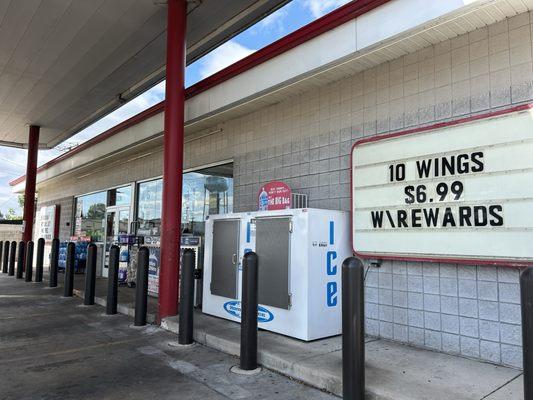 THE BIG BAG
Ice
10 WINGS
$6.99
W\REWARDS